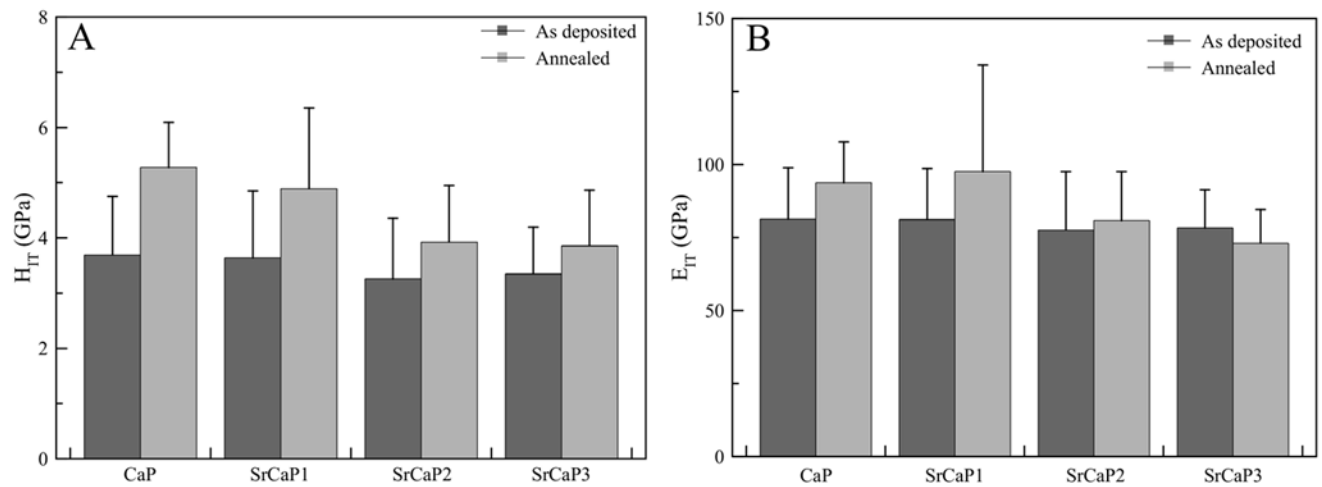 A
As deposited
Annealed
8
6
4
2
0
H_IT (GPa)
CaP
SrCaP1
SrCaP2
SrCaP3
B
As deposited
Annealed
150
100
50
0
E_IT (GPa)
CaP
SrCaP1
SrCaP2
SrCaP3